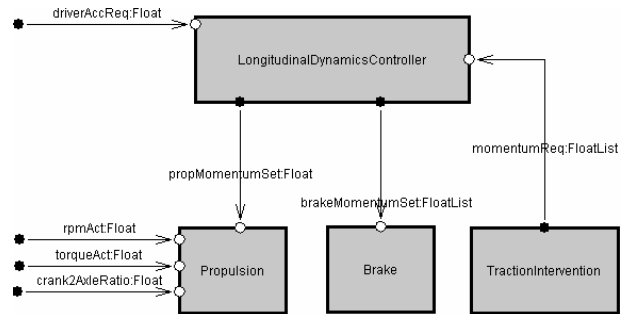 driverAccReq:Float
LongitudinalDynamicsController
momentumReq:FloatList
propMomentumSet:Float
brakeMomentumSet:FloatList
rpmAct:Float
torqueAct:Float
crank2AxleRatio:Float
Propulsion
Brake
TractionIntervention